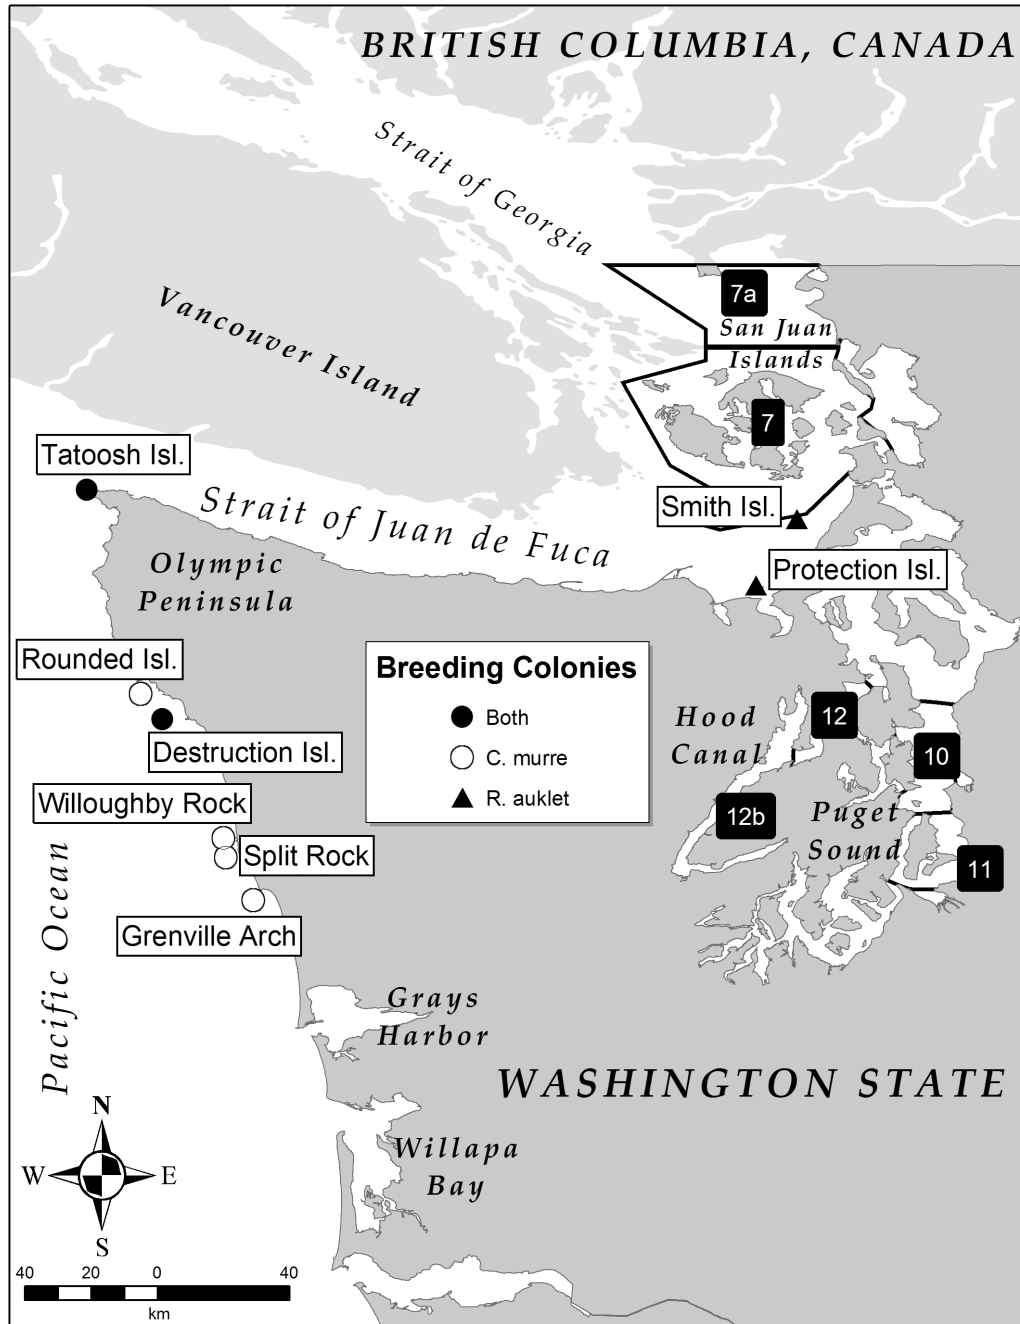 BRITISH COLUMBIA, CANADA
Strait of Georgia
7a
San Juan
Islands
Vancouver Island
7
Tatoosh Isl.
Smith Isl.
Strait of Juan de Fuca
Protection Isl.
Olympic
Peninsula
Rounded Isl.
Destruction Isl.
Breeding Colonies
Both
C. murre
R. auklet
Hood
Canal
12
10
12b
Puget
Sound
11
Willoughby Rock
Split Rock
Grenville Arch
Pacific Ocean
Grays
Harbor
WASHINGTON STATE
Willapa
Bay
N
W
E
S
40 20 0 40
km